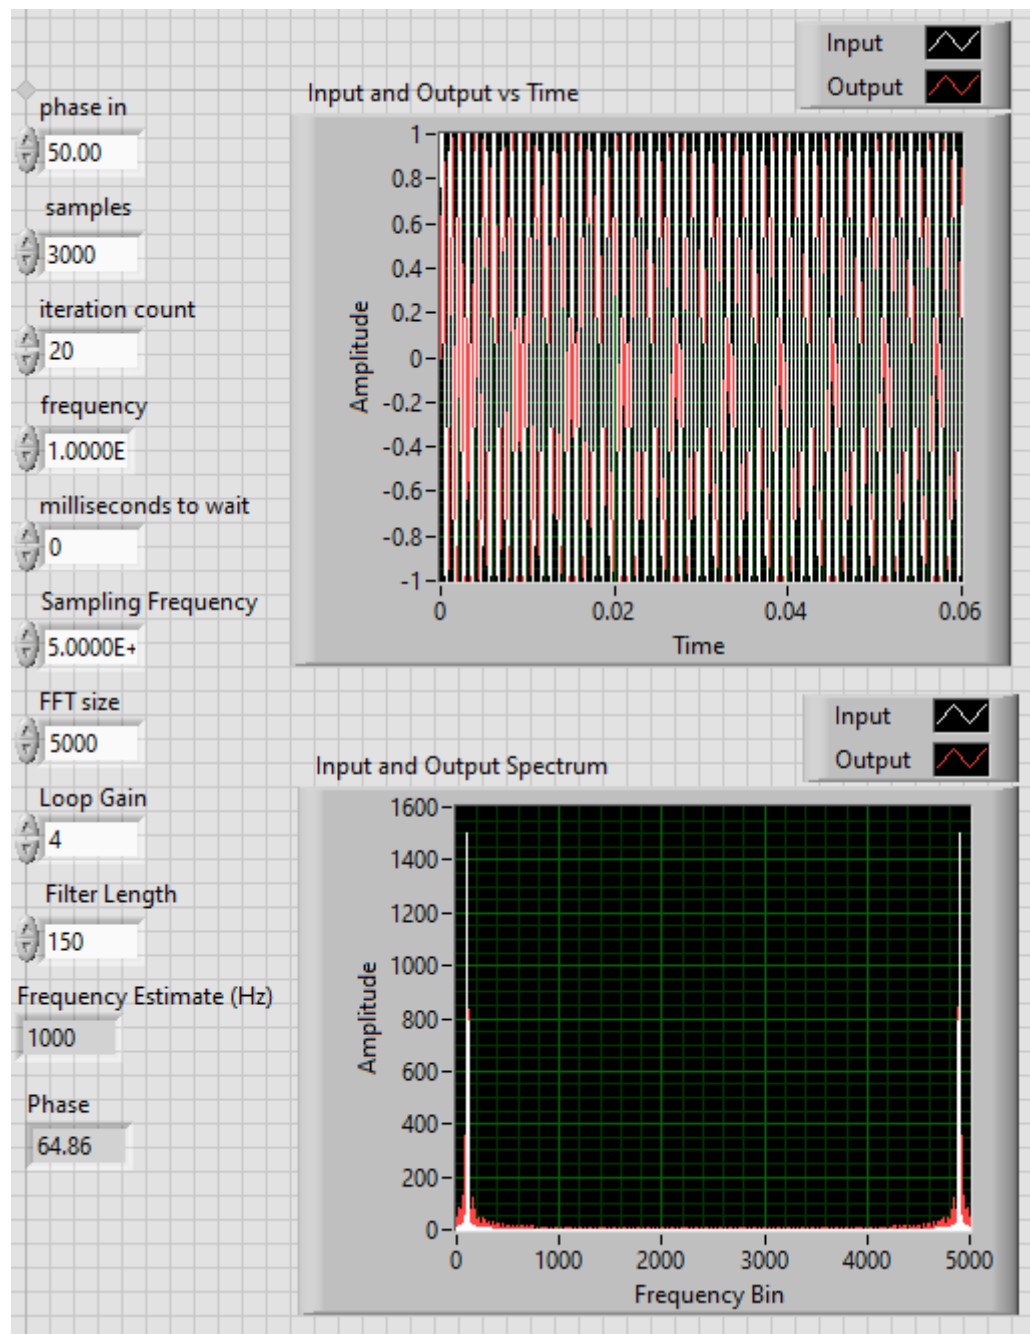 phase in
50.00
samples
3000
iteration count
20
frequency
1.0000E
milliseconds to wait
0
Sampling Frequency
5.0000E+
FFT size
5000
Loop Gain
4
Filter Length
150
Frequency Estimate (Hz)
1000
Phase
64.86
Input
Output
Input and Output vs Time
1
0.8
0.6
0.4
0.2
0
-0.2
-0.4
-0.6
-0.8
-1
Amplitude
0 0.02 0.04 0.06
Time
Input
Output
Input and Output Spectrum
1600
1400
1200
1000
800
600
400
200
0
Amplitude
0 1000 2000 3000 4000 5000
Frequency Bin